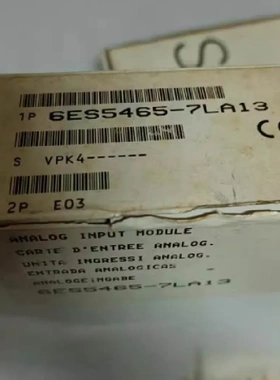 1P 6ES5465-7LA13
S VPK4------
2P E03
ANALOG INPUT MODULE
CARTE D'ENTREE ANALOG.
UNITA INGRESSI ANALOG.
ENTRADA ANALOGICAS
ANALOGEINGABE
6ES5465-7LA13
S